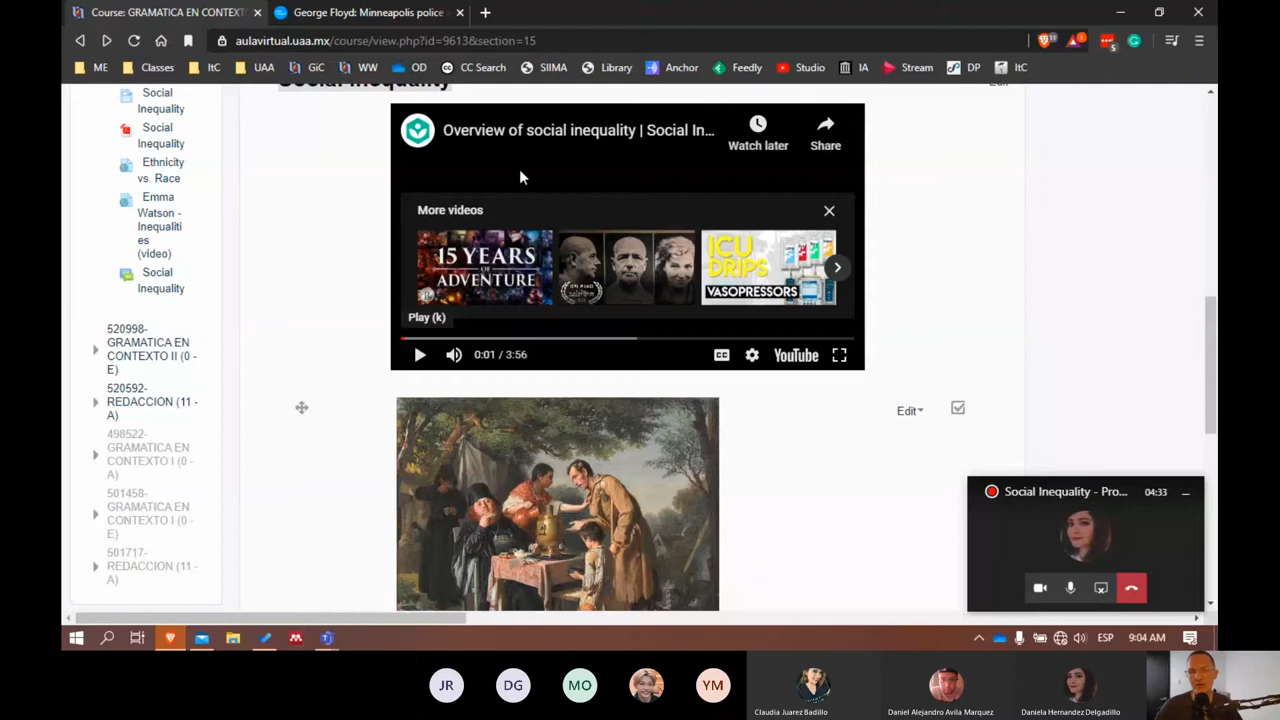 Course: GRAMATICA EN CONTEXT
George Floyd: Minneapolis police
aulavirtual.uaa.mx/course/view.php?id=9613&section=15
ME
Classes
ItC
UAA
GiC
WW
OD
CC Search
SIIMA
Library
Anchor
Feedly
Studio
IA
Stream
DP
ItC
Social Inequality
Edit
Social
Inequality
Social
Inequality
Ethnicity
vs. Race
Emma
Watson -
Inequaliti
es
(video)
Social
Inequality
520998-
GRAMATICA EN
CONTEXTO II (0 -
E)
520592-
REDACCION (11 -
A)
498522-
GRAMATICA EN
CONTEXTO I (0 -
A)
501458-
GRAMATICA EN
CONTEXTO I (0 -
E)
501717-
REDACCION (11 -
A)
Overview of social inequality | Social In...
Watch later
Share
More videos
15 YEARS
OF
ADVENTURE
ICU
DRIPS
VASOPRESSORS
Play (k)
0:01 / 3:56
CC
YouTube
Edit
Social Inequality - Pro...
04:33
ESP
9:04 AM
JR
DG
MO
YM
Claudia Juarez Badillo
Daniel Alejandro Avila Marquez
Daniela Hernandez Delgadillo